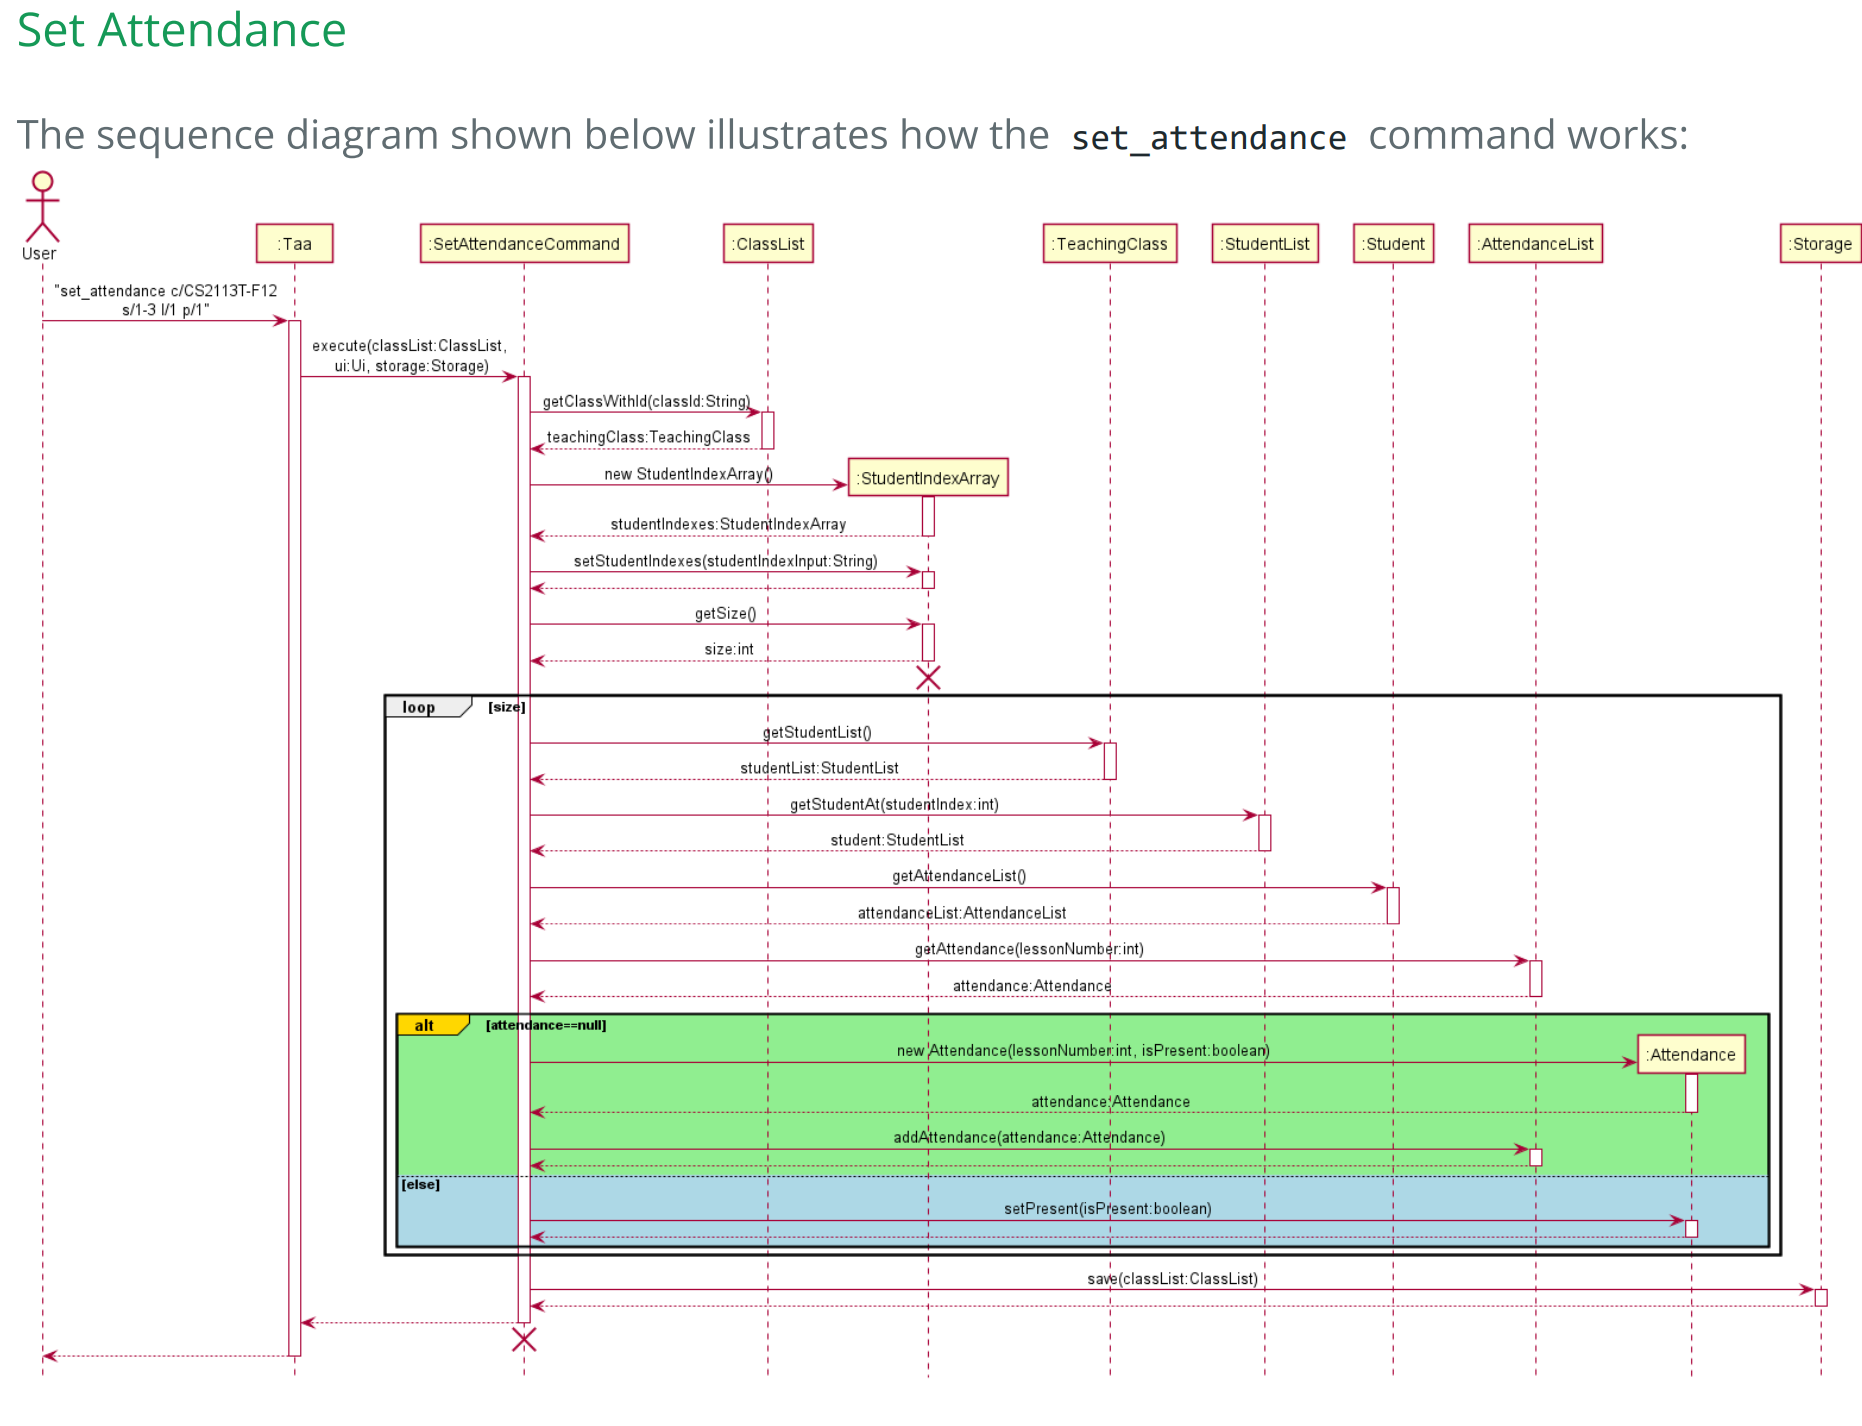 Set Attendance
The sequence diagram shown below illustrates how the set_attendance command works:
User
:Taa
:SetAttendanceCommand
:ClassList
:TeachingClass
:StudentList
:Student
:AttendanceList
:Storage
"set_attendance c/CS2113T-F12
s/1-3 l/1 p/1"
execute(classList:ClassList,
ui:Ui, storage:Storage)
getClassWithId(classId:String)
teachingClass:TeachingClass
new StudentIndexArray()
:StudentIndexArray
studentIndexes:StudentIndexArray
setStudentIndexes(studentIndexInput:String)
getSize()
size:int
loop
[size]
getStudentList()
studentList:StudentList
getStudentAt(studentIndex:int)
student:StudentList
getAttendanceList()
attendanceList:AttendanceList
getAttendance(lessonNumber:int)
attendance:Attendance
alt
[attendance==null]
new Attendance(lessonNumber:int, isPresent:boolean)
:Attendance
attendance:Attendance
addAttendance(attendance:Attendance)
[else]
setPresent(isPresent:boolean)
save(classList:ClassList)